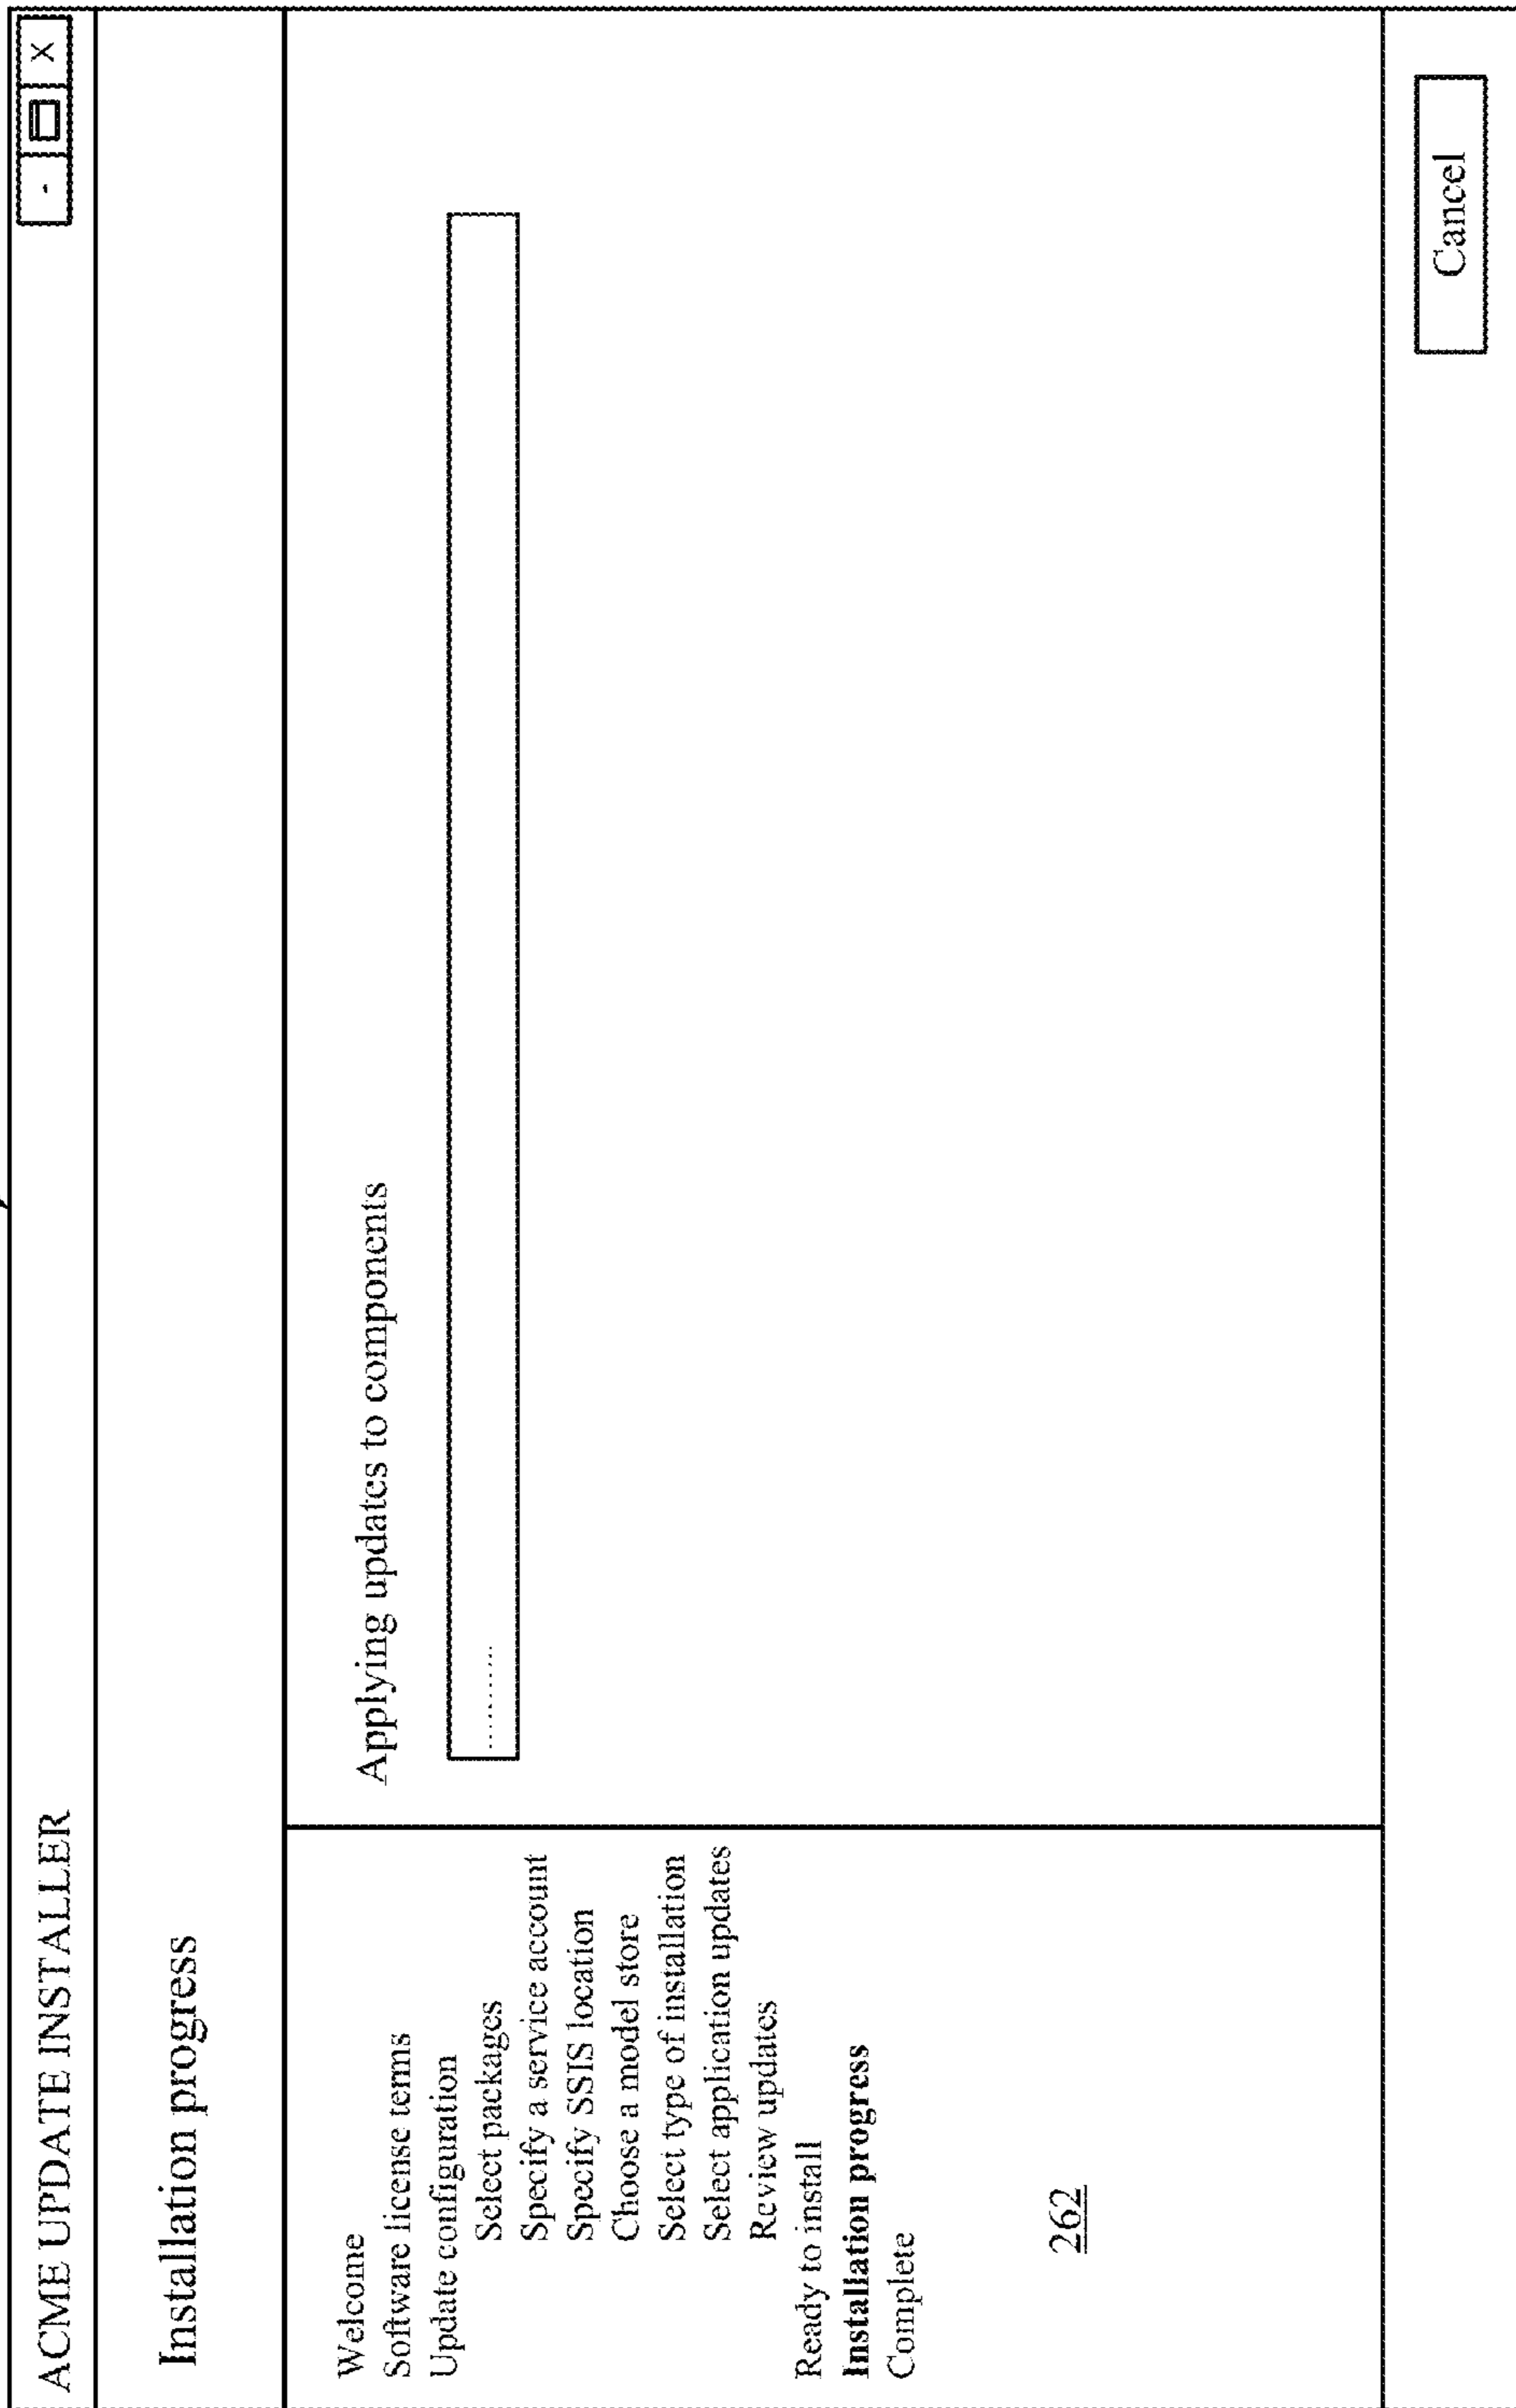 ACME UPDATE INSTALLER
- X
Installation progress
Welcome
Software license terms
Update configuration
Select packages
Specify a service account
Specify SSIS location
Choose a model store
Select type of installation
Select application updates
Review updates
Ready to install
Installation progress
Complete
262
Applying updates to components
..........
Cancel